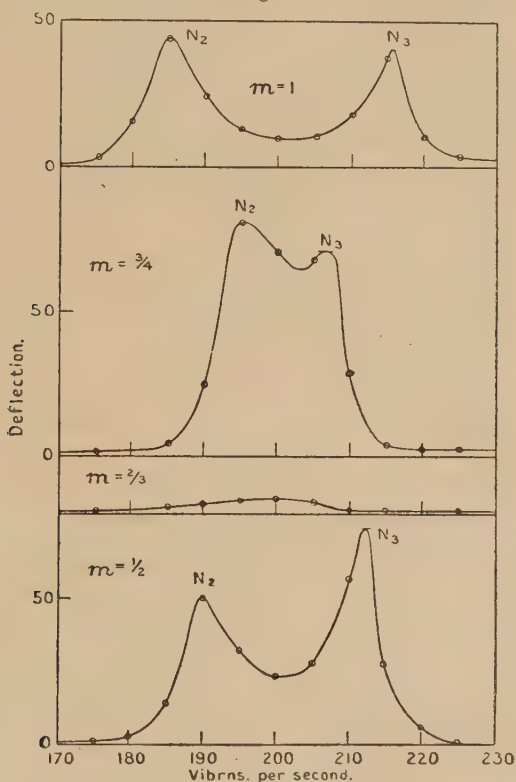 50
N₂
N₃
m=1
0
N₂
N₃
m=¾
50
Deflection.
0
m=⅔
N₃
m=½
N₂
50
0
170 180 190 200 210 220 230
Vibrns. per second.